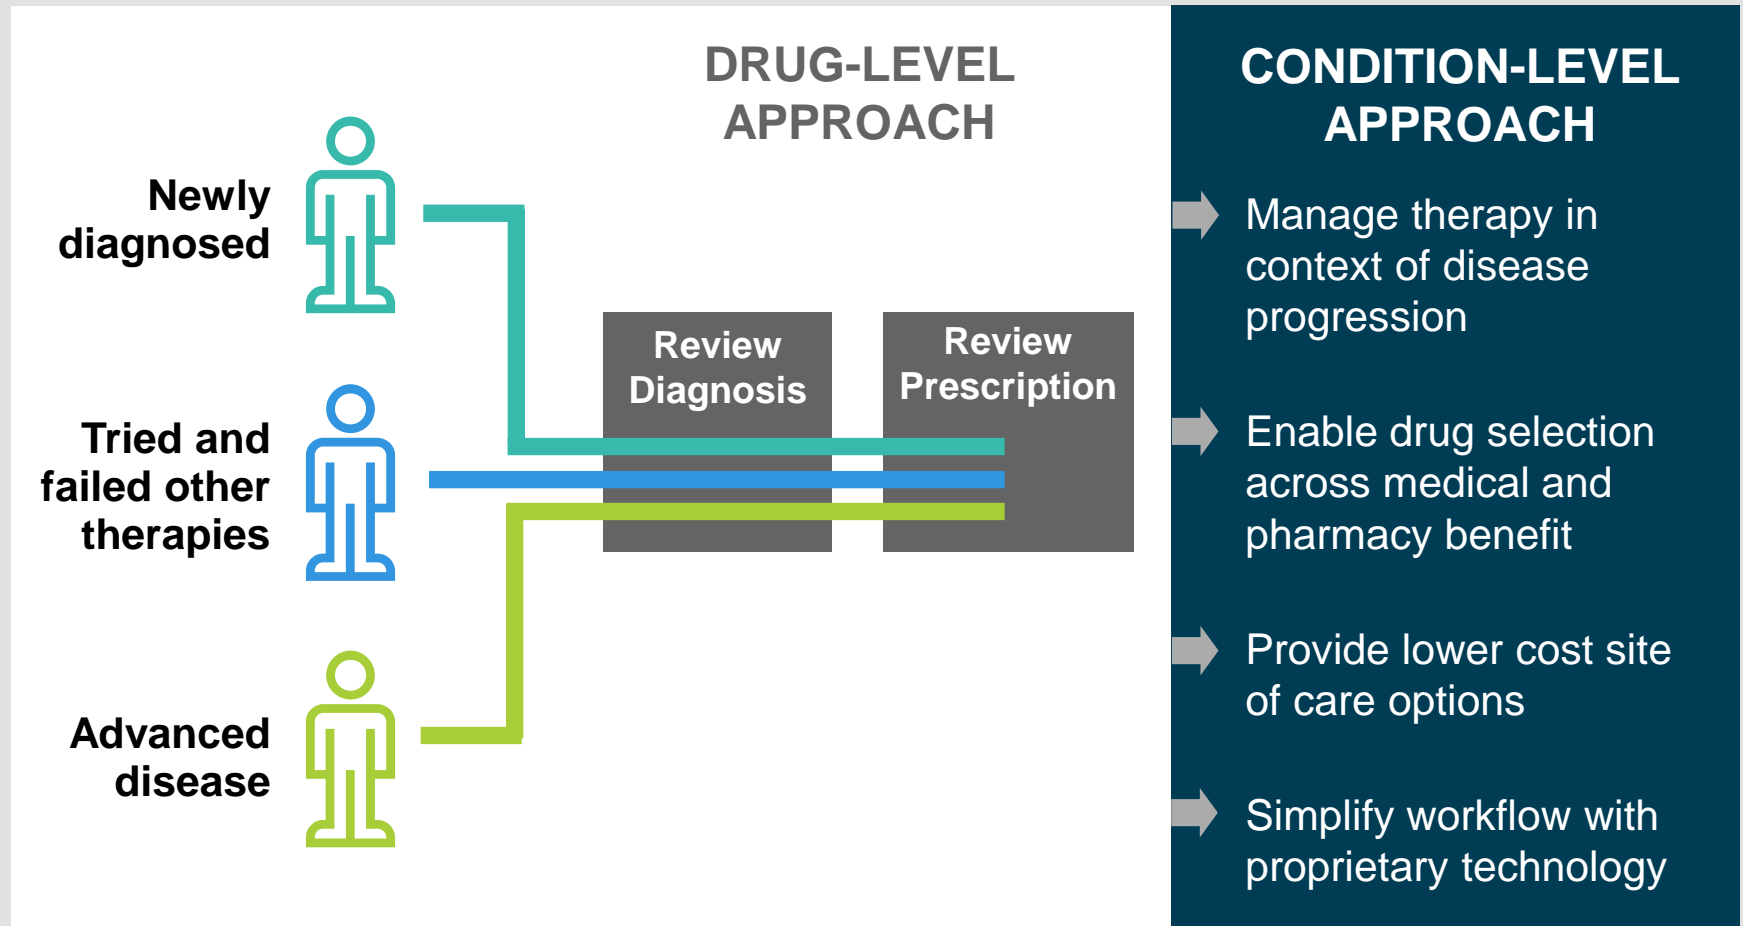 DRUG-LEVEL
APPROACH
Newly
diagnosed
Tried and
failed other
therapies
Advanced
disease
Review
Diagnosis
Review
Prescription
CONDITION-LEVEL
APPROACH
Manage therapy in
context of disease
progression
Enable drug selection
across medical and
pharmacy benefit
Provide lower cost site
of care options
Simplify workflow with
proprietary technology